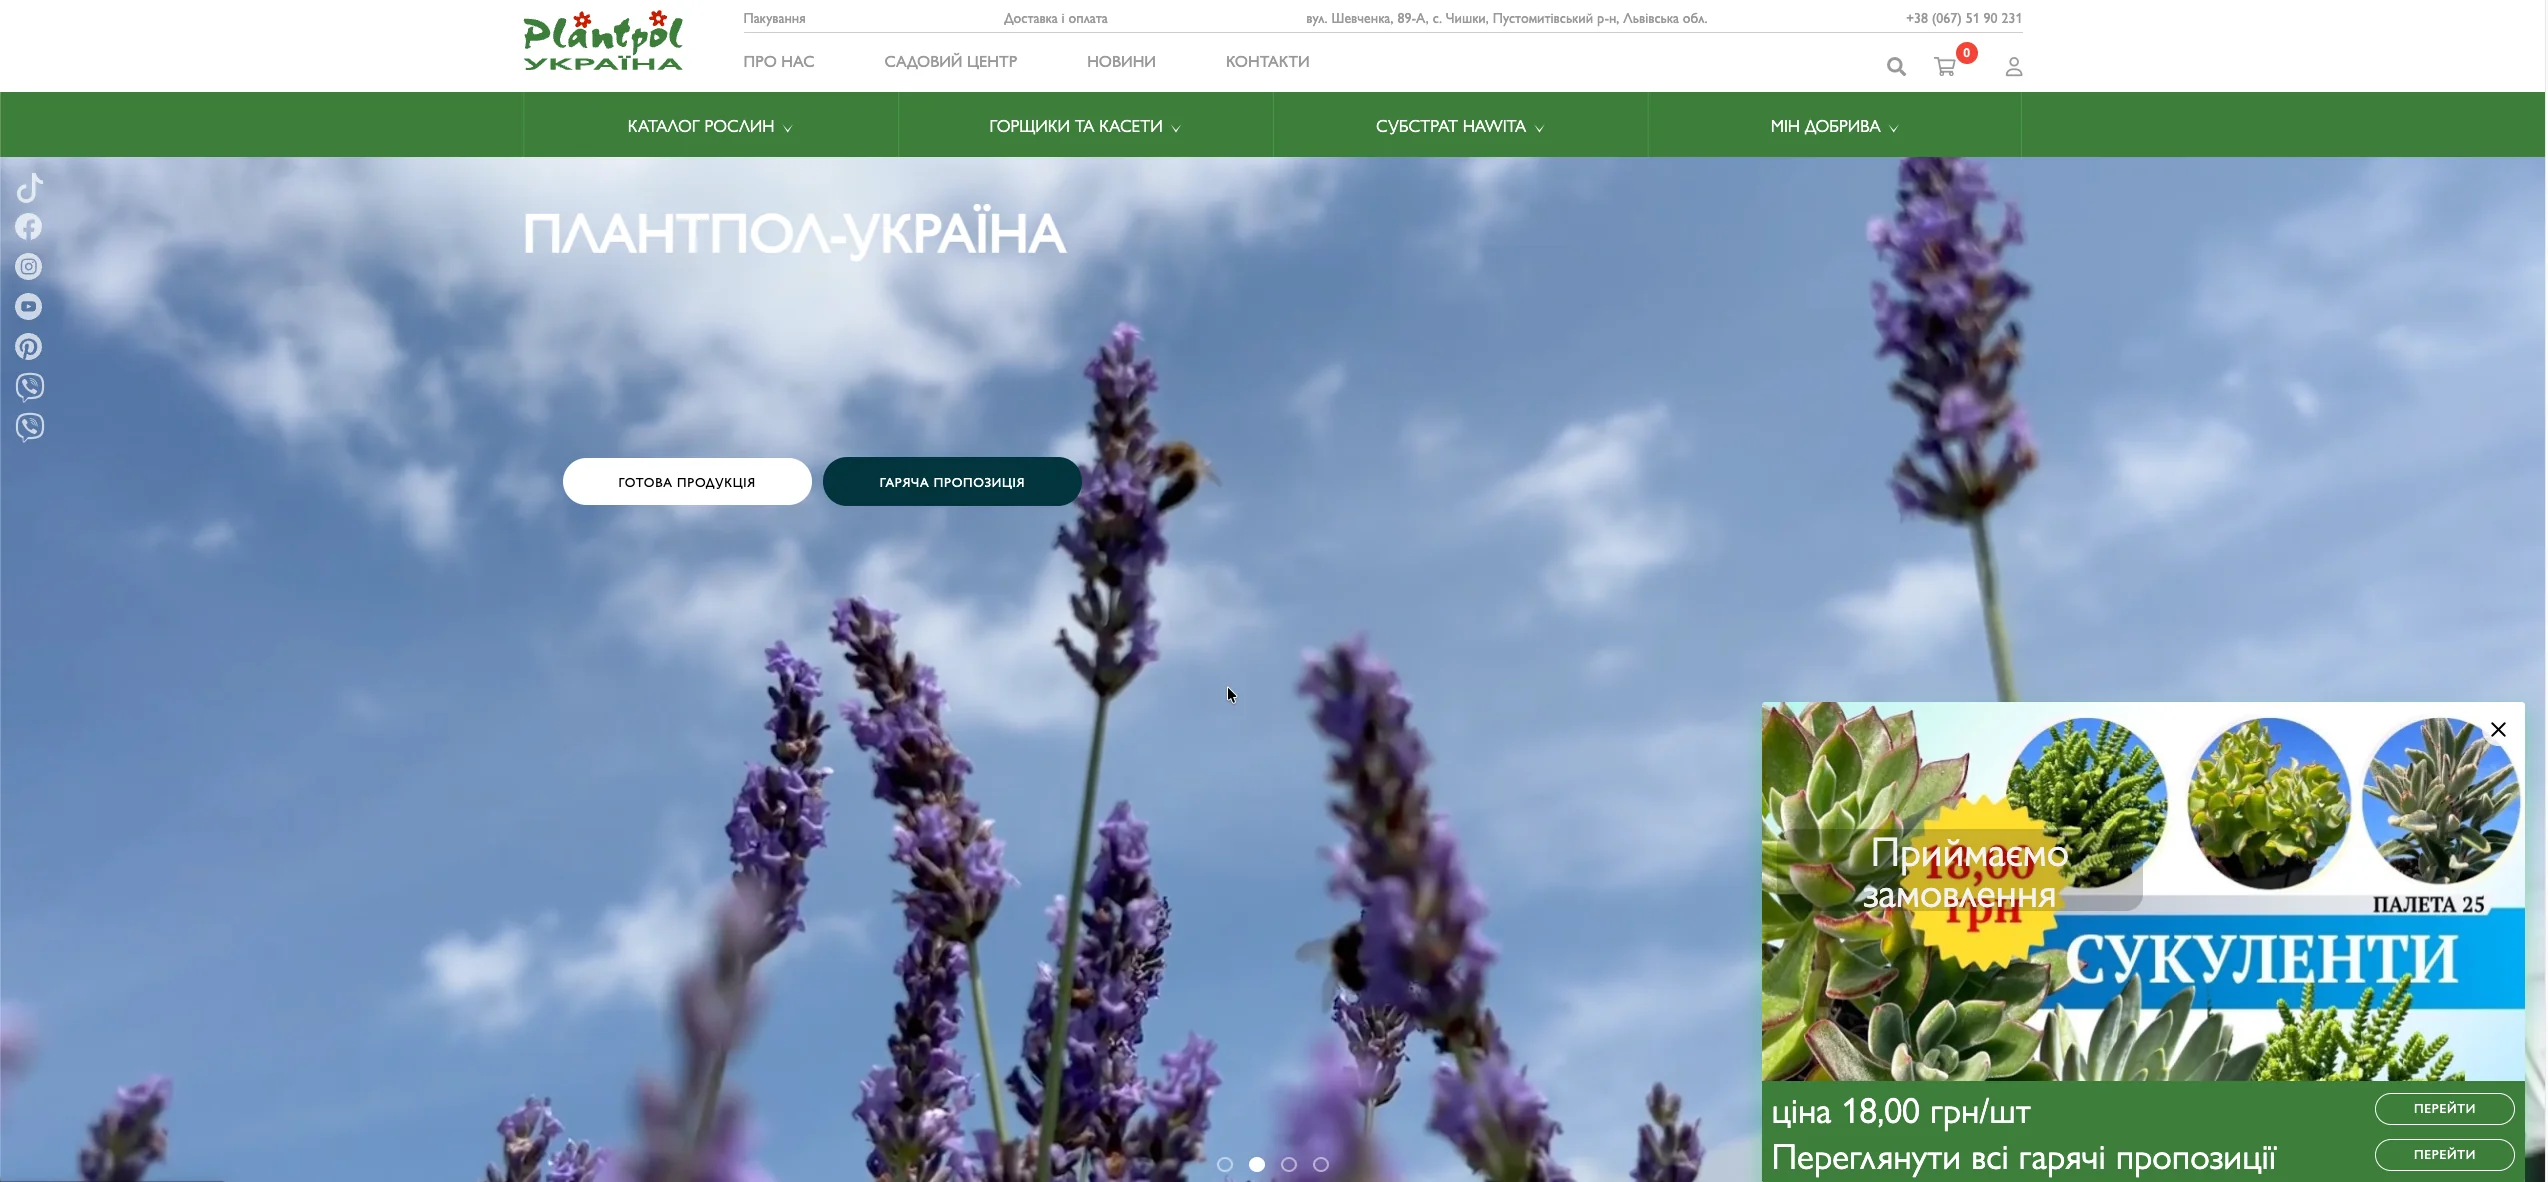 Plantpol
УКРАЇНА
Пакування
Доставка і оплата
вул. Шевченка, 89-А, с. Чишки, Пустомитівський р-н, Львівська обл.
+38 (067) 51 90 231
ПРО НАС
САДОВИЙ ЦЕНТР
НОВИНИ
КОНТАКТИ
0
КАТАЛОГ РОСЛИН
ГОРЩИКИ ТА КАСЕТИ
СУБСТРАТ HAWITA
МІН ДОБРИВА
ПЛАНТПОЛ-УКРАЇНА
ГОТОВА ПРОДУКЦІЯ
ГАРЯЧА ПРОПОЗИЦІЯ
Приймаємо
замовлення
18,00
грн
ПАЛЕТА 25
СУКУЛЕНТИ
ціна 18,00 грн/шт
ПЕРЕЙТИ
Переглянути всі гарячі пропозиції
ПЕРЕЙТИ